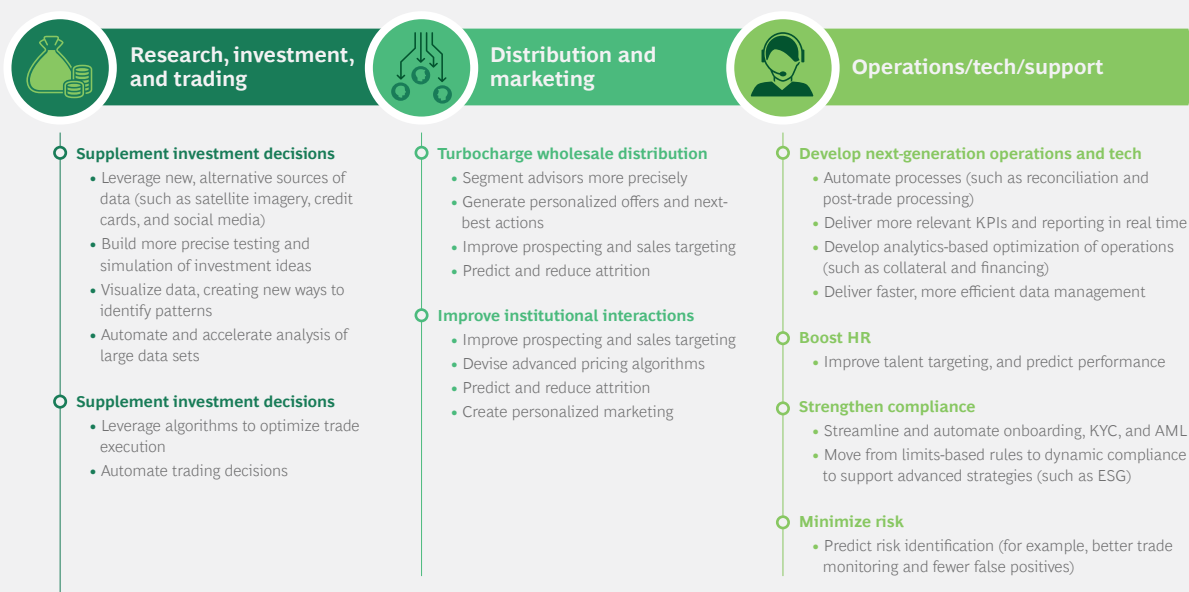 Research, investment,
and trading
Supplement investment decisions
• Leverage new, alternative sources of
data (such as satellite imagery, credit
cards, and social media)
• Build more precise testing and
simulation of investment ideas
• Visualize data, creating new ways to
identify patterns
• Automate and accelerate analysis of
large data sets
Supplement investment decisions
• Leverage algorithms to optimize trade
execution
• Automate trading decisions
Distribution and
marketing
Turbocharge wholesale distribution
• Segment advisors more precisely
• Generate personalized offers and next-
best actions
• Improve prospecting and sales targeting
• Predict and reduce attrition
Improve institutional interactions
• Improve prospecting and sales targeting
• Devise advanced pricing algorithms
• Predict and reduce attrition
• Create personalized marketing
Operations/tech/support
Develop next-generation operations and tech
• Automate processes (such as reconciliation and
post-trade processing)
• Deliver more relevant KPIs and reporting in real time
• Develop analytics-based optimization of operations
(such as collateral and financing)
• Deliver faster, more efficient data management
Boost HR
• Improve talent targeting, and predict performance
Strengthen compliance
• Streamline and automate onboarding, KYC, and AML
• Move from limits-based rules to dynamic compliance
to support advanced strategies (such as ESG)
Minimize risk
• Predict risk identification (for example, better trade
monitoring and fewer false positives)